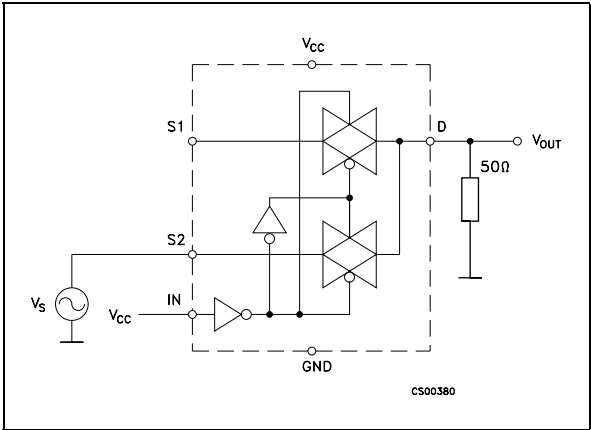 VCC
S1
D
VOUT
50Ω
S2
VS
IN
VCC
GND
CS00380